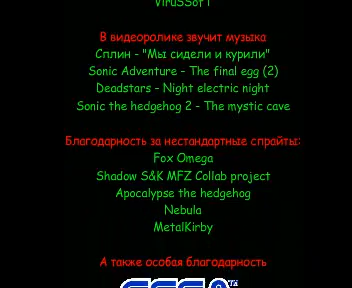 ViruSSoft
В видеоролике звучит музыка
Сплин - "Мы сидели и курили"
Sonic Adventure - The final egg (2)
Deadstars - Night electric night
Sonic the hedgehog 2 - The mystic cave
Благодарность за нестандартные спрайты:
Fox Omega
Shadow S&K MFZ Collab project
Apocalypse the hedgehog
Nebula
MetalKirby
А также особая благодарность